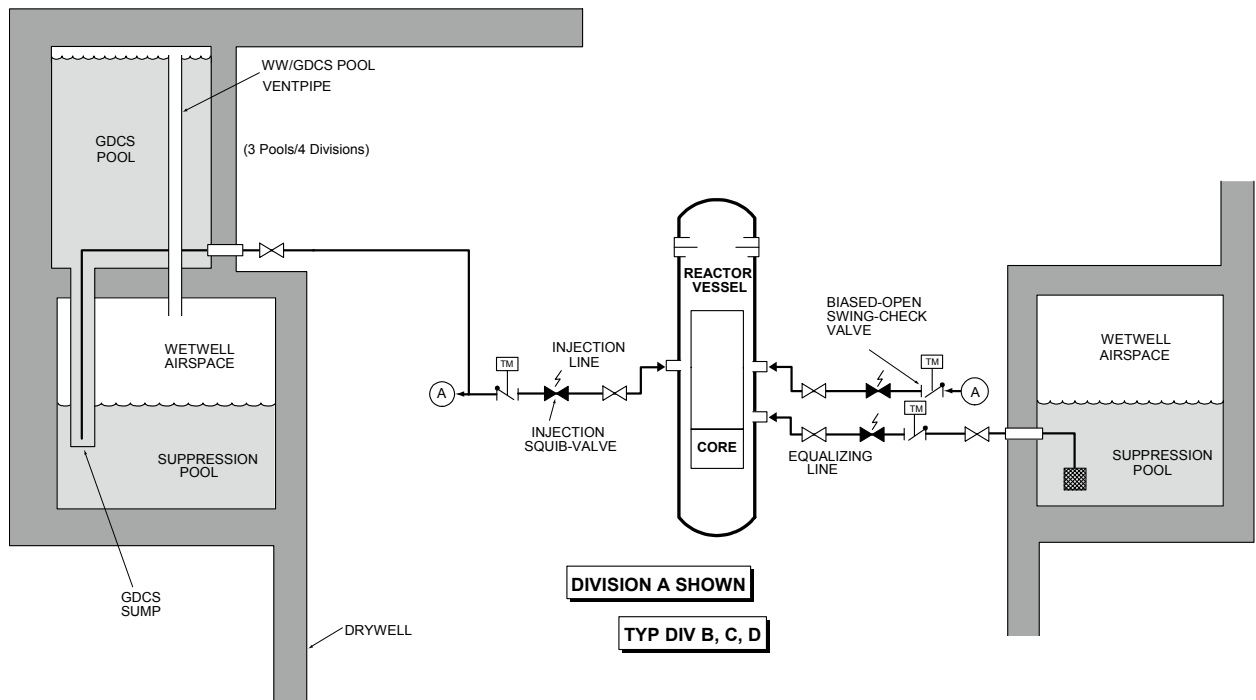 WW/GDCS POOL
VENTPIPE
GDCS
POOL
(3 Pools/4 Divisions)
REACTOR
VESSEL
BIASED-OPEN
SWING-CHECK
VALVE
WETWELL
AIRSPACE
WETWELL
AIRSPACE
INJECTION
LINE
TM
TM
A
A
TM
INJECTION
SQUIB-VALVE
CORE
EQUALIZING
LINE
SUPPRESSION
POOL
SUPPRESSION
POOL
DIVISION A SHOWN
GDCS
SUMP
TYP DIV B, C, D
DRYWELL